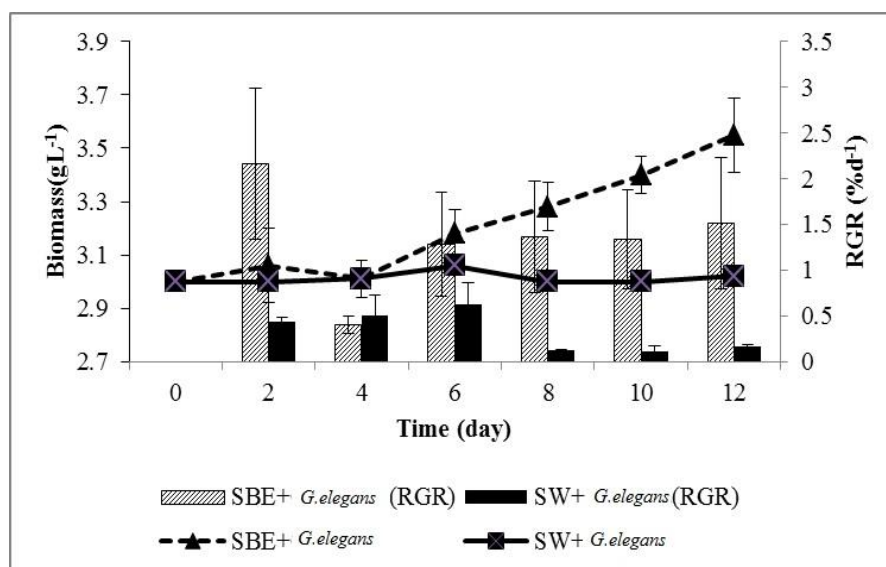 3.9
3.7
3.5
3.3
3.1
2.9
2.7
Biomass(gL⁻¹)
3.5
3
2.5
2
1.5
1
0.5
0
RGR (%d⁻¹)
0 2 4 6 8 10 12
Time (day)
SBE+ G.elegans (RGR) SW+ G.elegans (RGR)
SBE+ G.elegans SW+ G.elegans